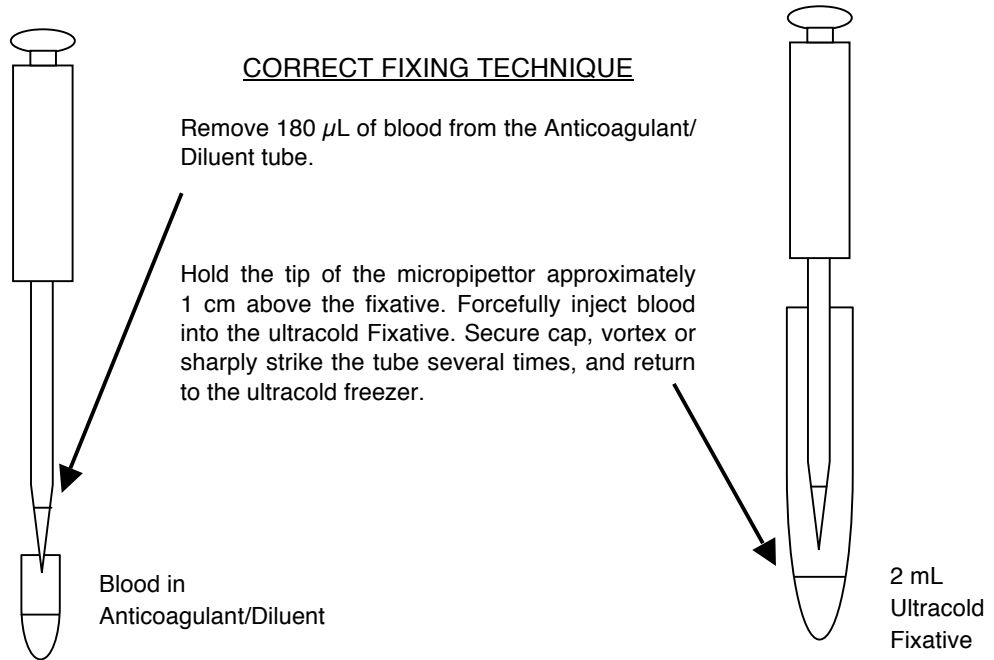 CORRECT FIXING TECHNIQUE
Remove 180 µL of blood from the Anticoagulant/
Diluent tube.
Hold the tip of the micropipettor approximately
1 cm above the fixative. Forcefully inject blood
into the ultracold Fixative. Secure cap, vortex or
sharply strike the tube several times, and return
to the ultracold freezer.
Blood in
Anticoagulant/Diluent
2 mL
Ultracold
Fixative